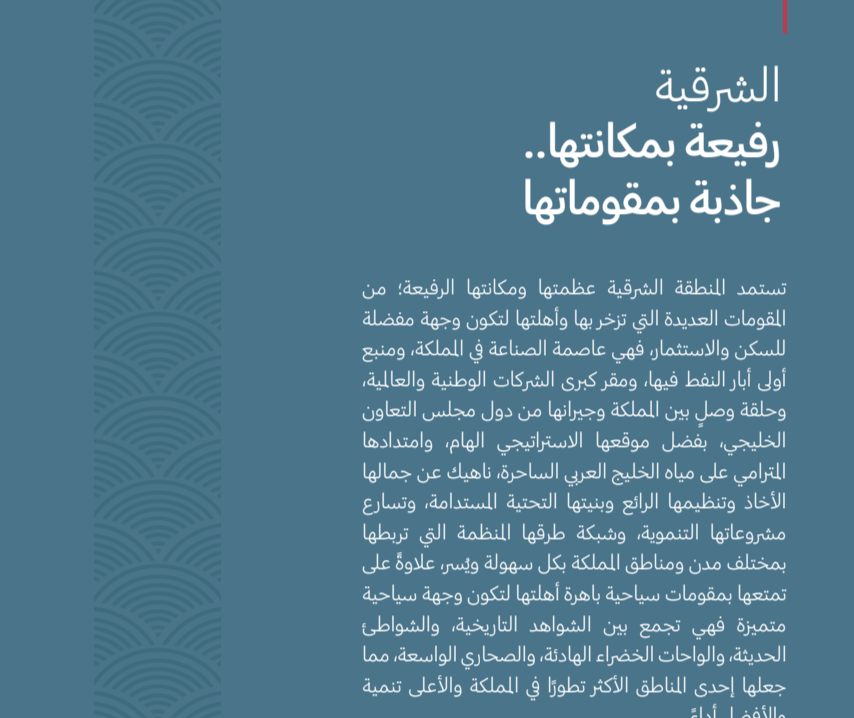 الشرقية
رفيعة بمكانتها..
جاذبة بمقوماتها
تستمد المنطقة الشرقية عظمتها ومكانتها الرفيعة؛ من
المقومات العديدة التي تزخر بها وأهلتها لتكون وجهة مفضلة
للسكن والاستثمار، فهي عاصمة الصناعة في المملكة، ومنبع
أولى أبار النفط فيها، ومقر كبرى الشركات الوطنية والعالمية،
وحلقة وصلٍ بين المملكة وجيرانها من دول مجلس التعاون
الخليجي، بفضل موقعها الاستراتيجي الهام، وامتدادها
المترامي على مياه الخليج العربي الساحرة، ناهيك عن جمالها
الأخاذ وتنظيمها الرائع وبنيتها التحتية المستدامة، وتسارع
مشروعاتها التنموية، وشبكة طرقها المنظمة التي تربطها
بمختلف مدن ومناطق المملكة بكل سهولة ويُسر، علاوةً على
تمتعها بمقومات سياحية باهرة أهلتها لتكون وجهة سياحية
متميزة فهي تجمع بين الشواهد التاريخية، والشواطئ
الحديثة، والواحات الخضراء الهادئة، والصحاري الواسعة، مما
جعلها إحدى المناطق الأكثر تطورًا في المملكة والأعلى تنمية
والأفضل أداءً